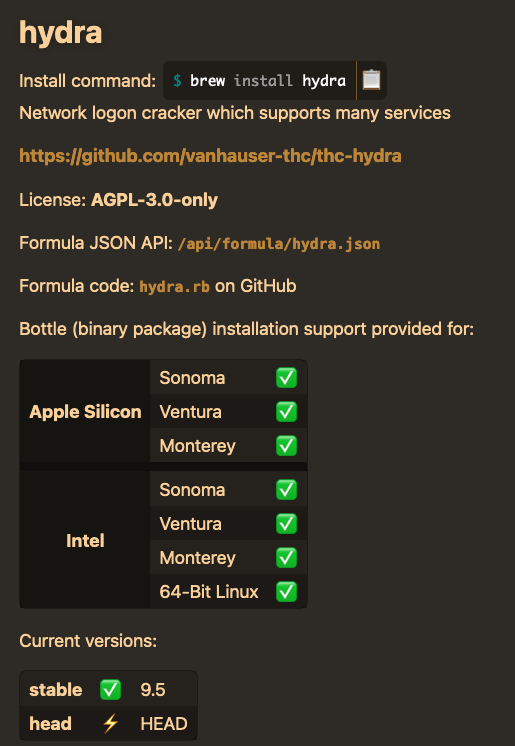 hydra
Install command: $ brew install hydra
Network logon cracker which supports many services
https://github.com/vanhauser-thc/thc-hydra
License: AGPL-3.0-only
Formula JSON API: /api/formula/hydra.json
Formula code: hydra.rb on GitHub
Bottle (binary package) installation support provided for:
Apple Silicon
Sonoma ✅
Ventura ✅
Monterey ✅
Intel
Sonoma ✅
Ventura ✅
Monterey ✅
64-Bit Linux ✅
Current versions:
stable ✅ 9.5
head ⚡ HEAD